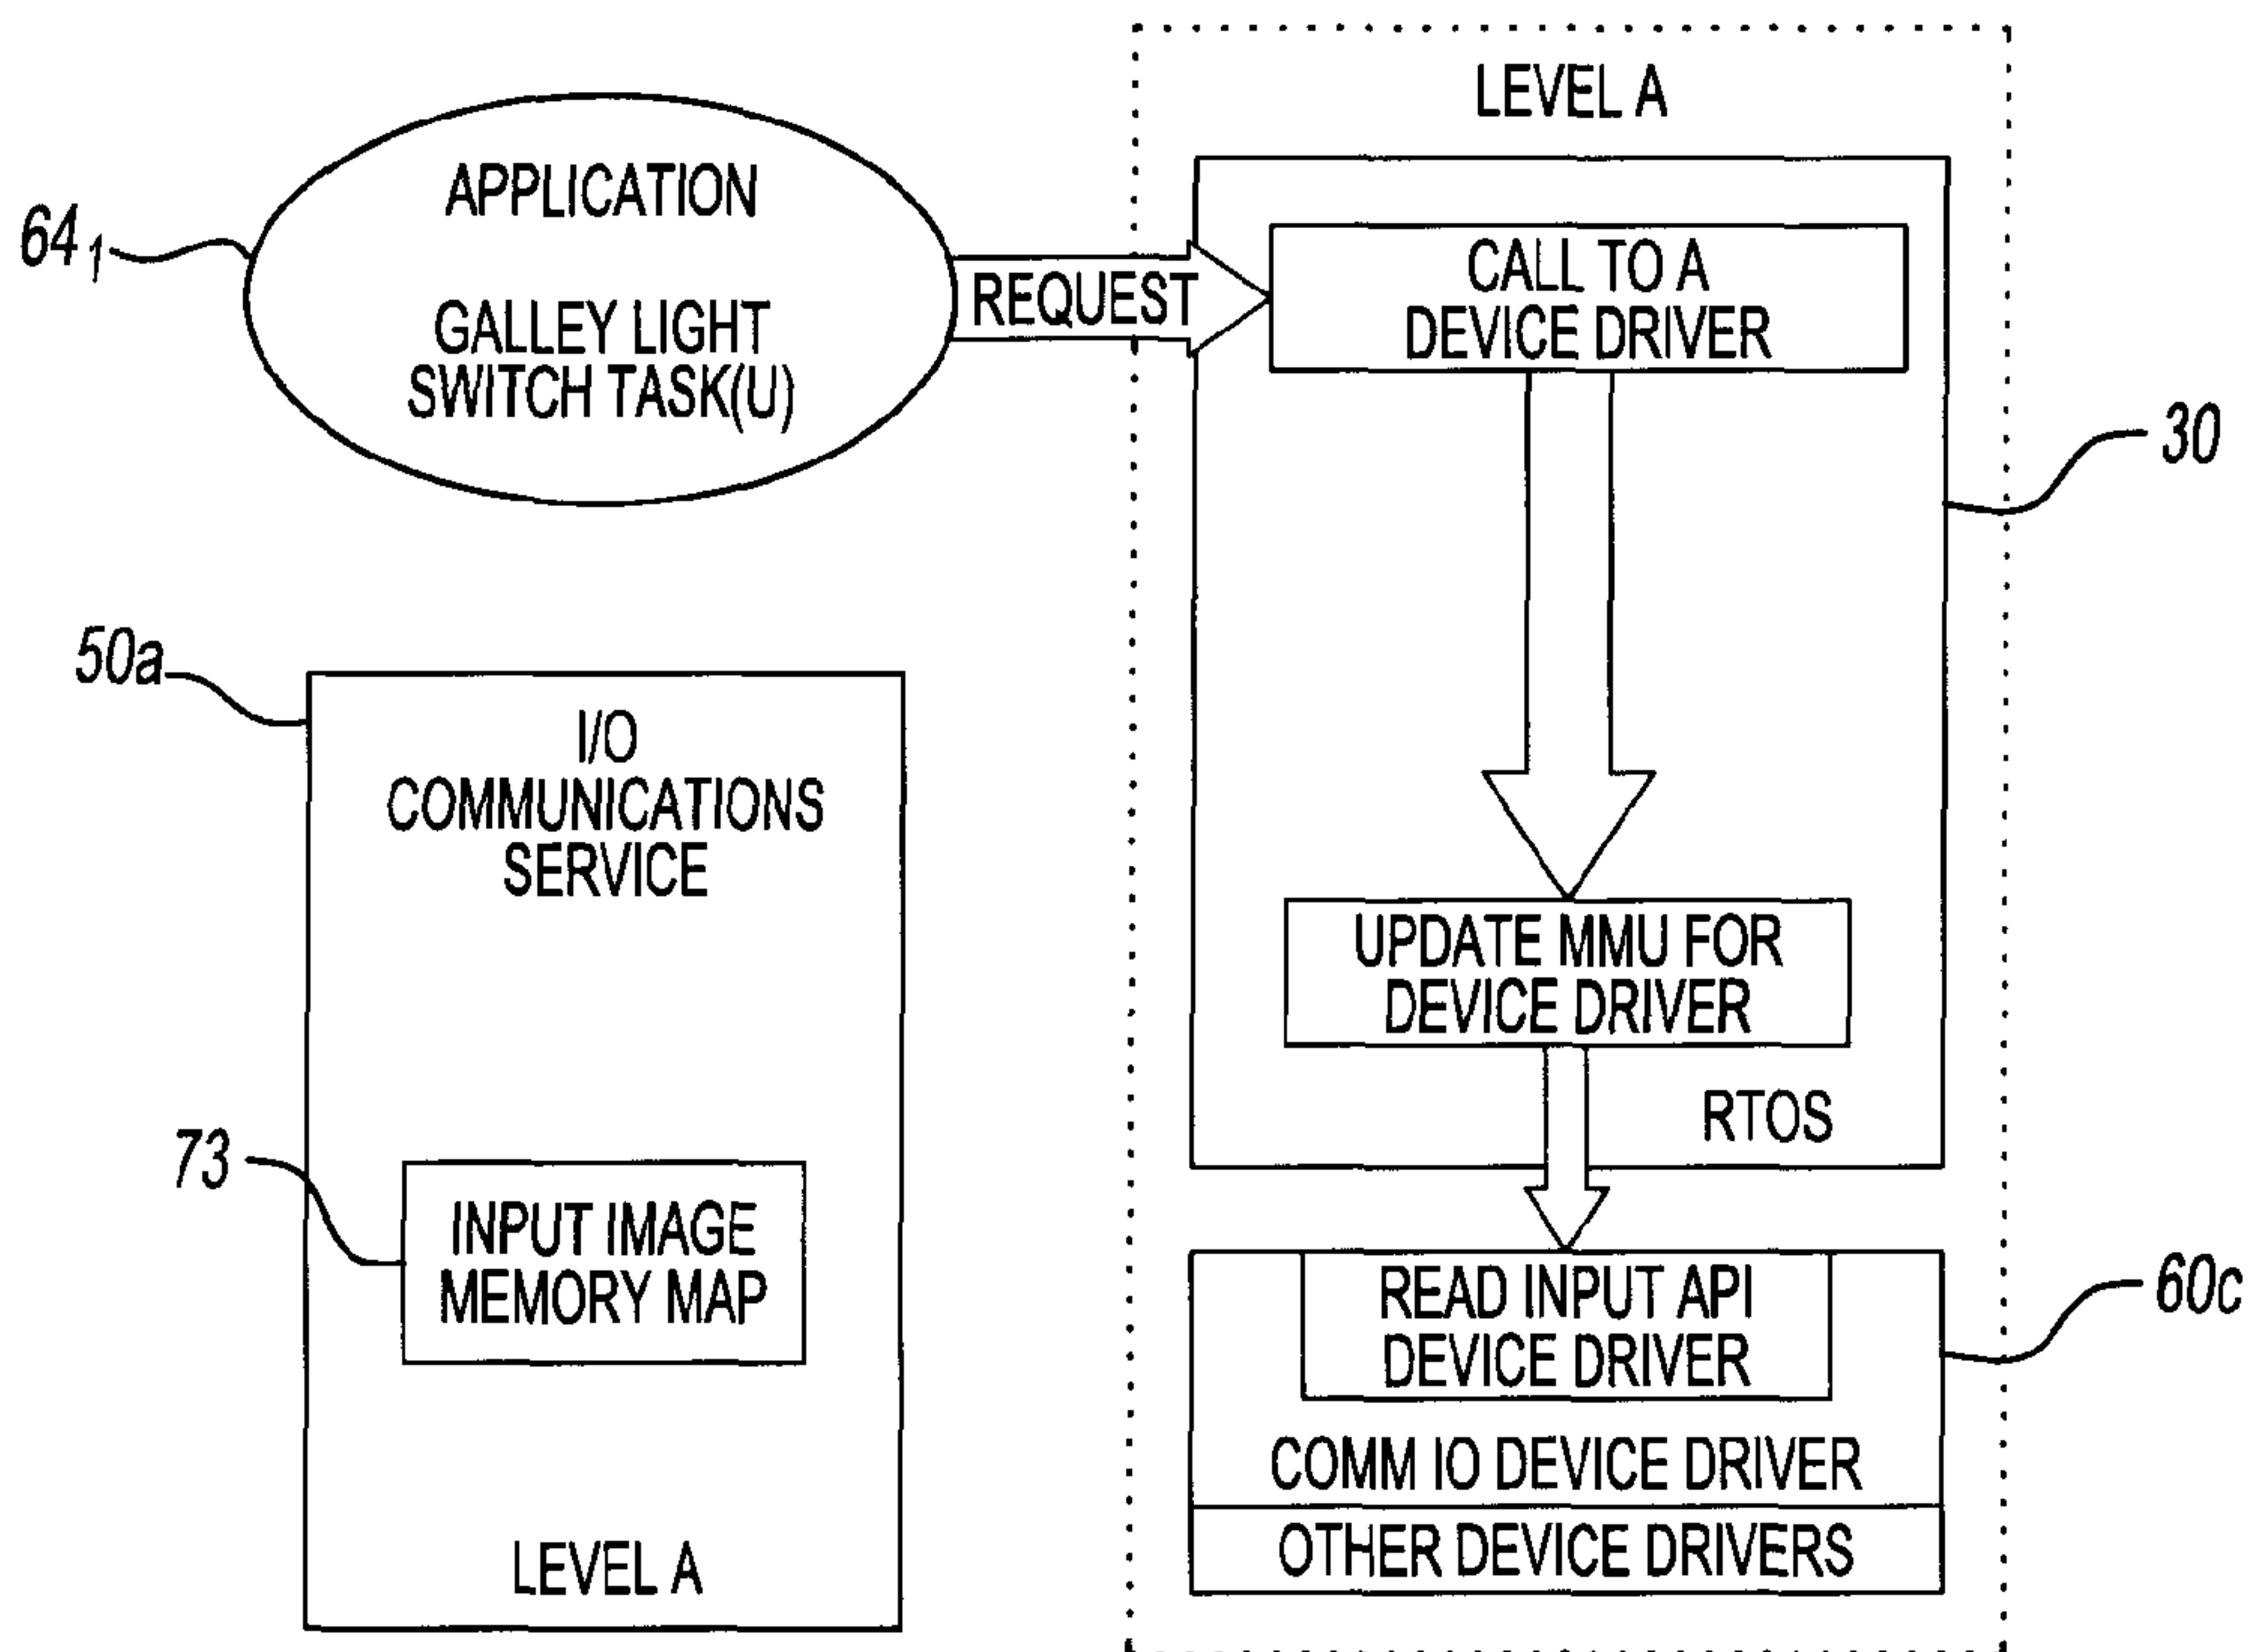 LEVEL A
APPLICATION
GALLEY LIGHT
SWITCH TASK(U)
64₁
REQUEST
CALL TO A
DEVICE DRIVER
30
50a
I/O
COMMUNICATIONS
SERVICE
UPDATE MMU FOR
DEVICE DRIVER
RTOS
73
INPUT IMAGE
MEMORY MAP
LEVEL A
READ INPUT API
DEVICE DRIVER
60c
COMM IO DEVICE DRIVER
OTHER DEVICE DRIVERS